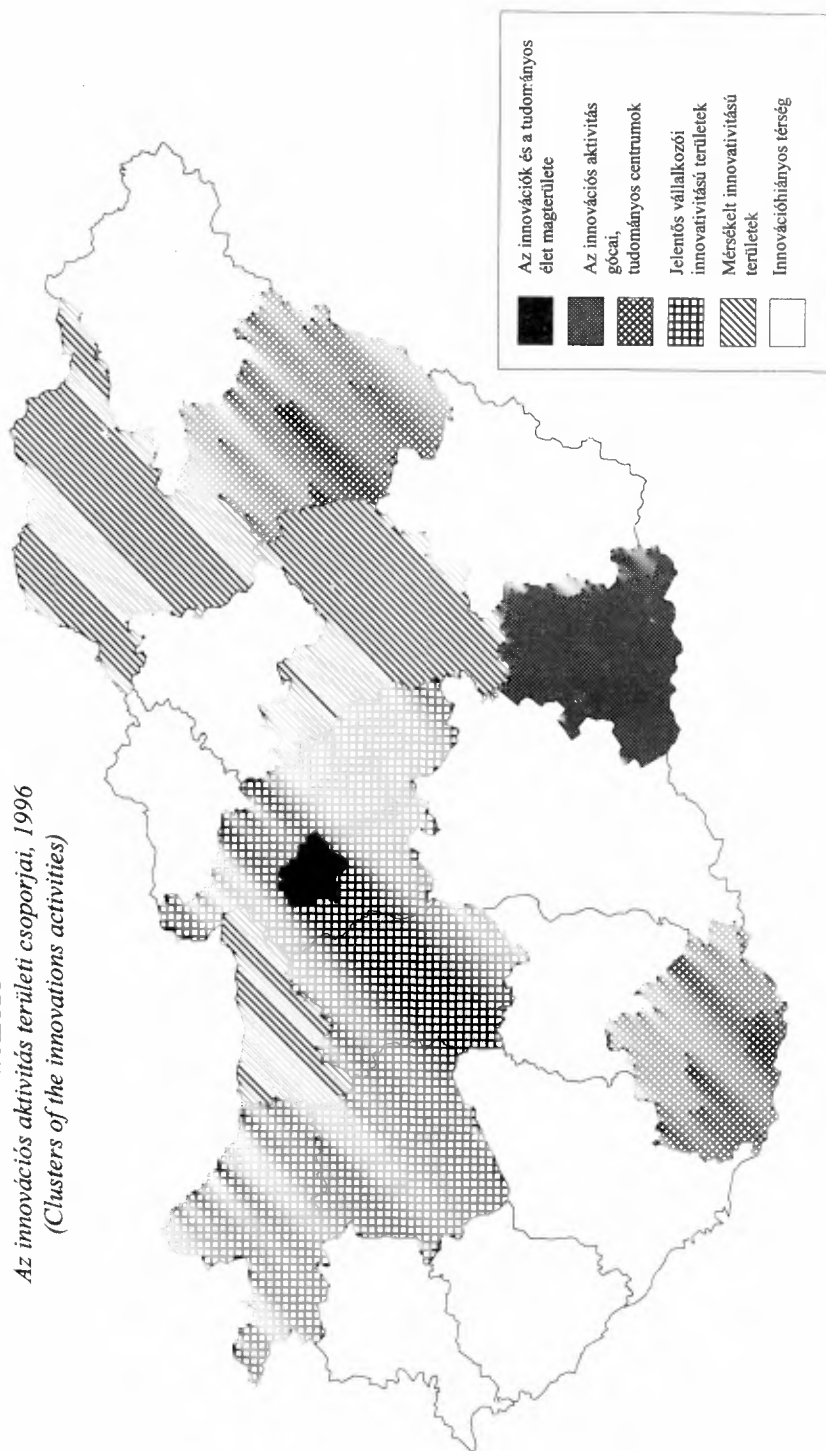 Az innovációs aktivitás területi csoporjai, 1996
(Clusters of the innovations activities)
Az innovációk és a tudományos
élet magterülete
Az innovációs aktivitás
gócai,
tudományos centrumok
Jelentős vállalkozói
innovativitású területek
Mérsékelt innovativitású
területek
Innovációhiányos térség